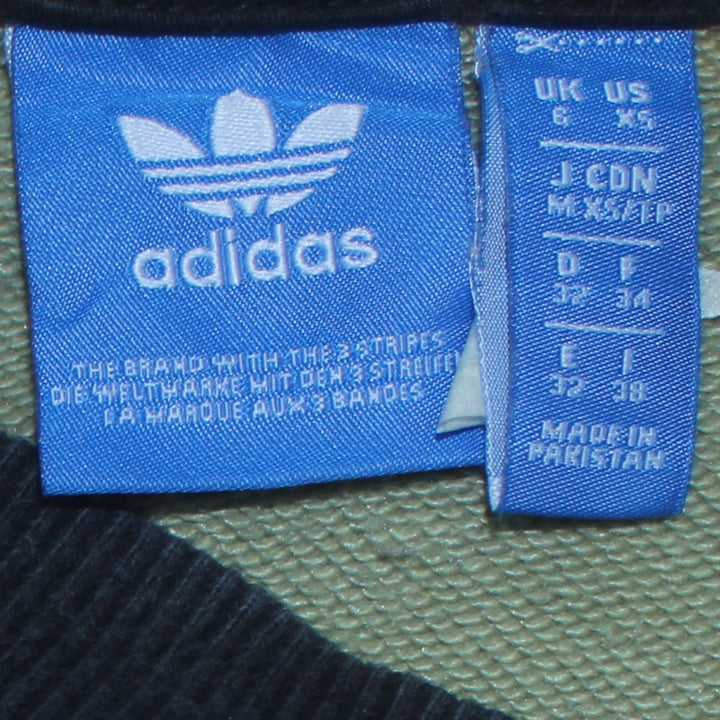 adidas
THE BRAND WITH THE 3 STRIPES
DIE WELTMARKE MIT DEN 3 STREIFEN
LA MARQUE AUX 3 BANDES
UK US
6 XS
J CDN
M XS/TP
D F
32 34
E I
32 38
MADE IN
PAKISTAN